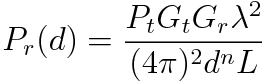 P_r(d) = \frac{P_t G_t G_r \lambda^2}{(4\pi)^2 d^n L}